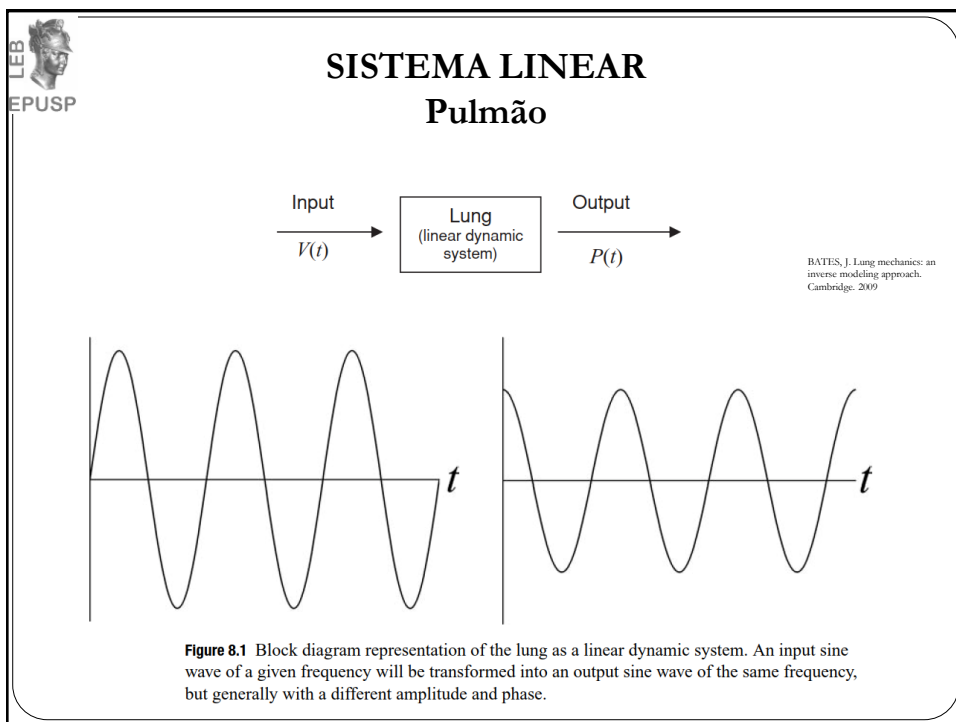 LEB
EPUSP
SISTEMA LINEAR
Pulmão
Input
V(t)
Lung
(linear dynamic
system)
Output
P(t)
BATES, J. Lung mechanics: an
inverse modeling approach.
Cambridge. 2009
t
t
Figure 8.1 Block diagram representation of the lung as a linear dynamic system. An input sine
wave of a given frequency will be transformed into an output sine wave of the same frequency,
but generally with a different amplitude and phase.